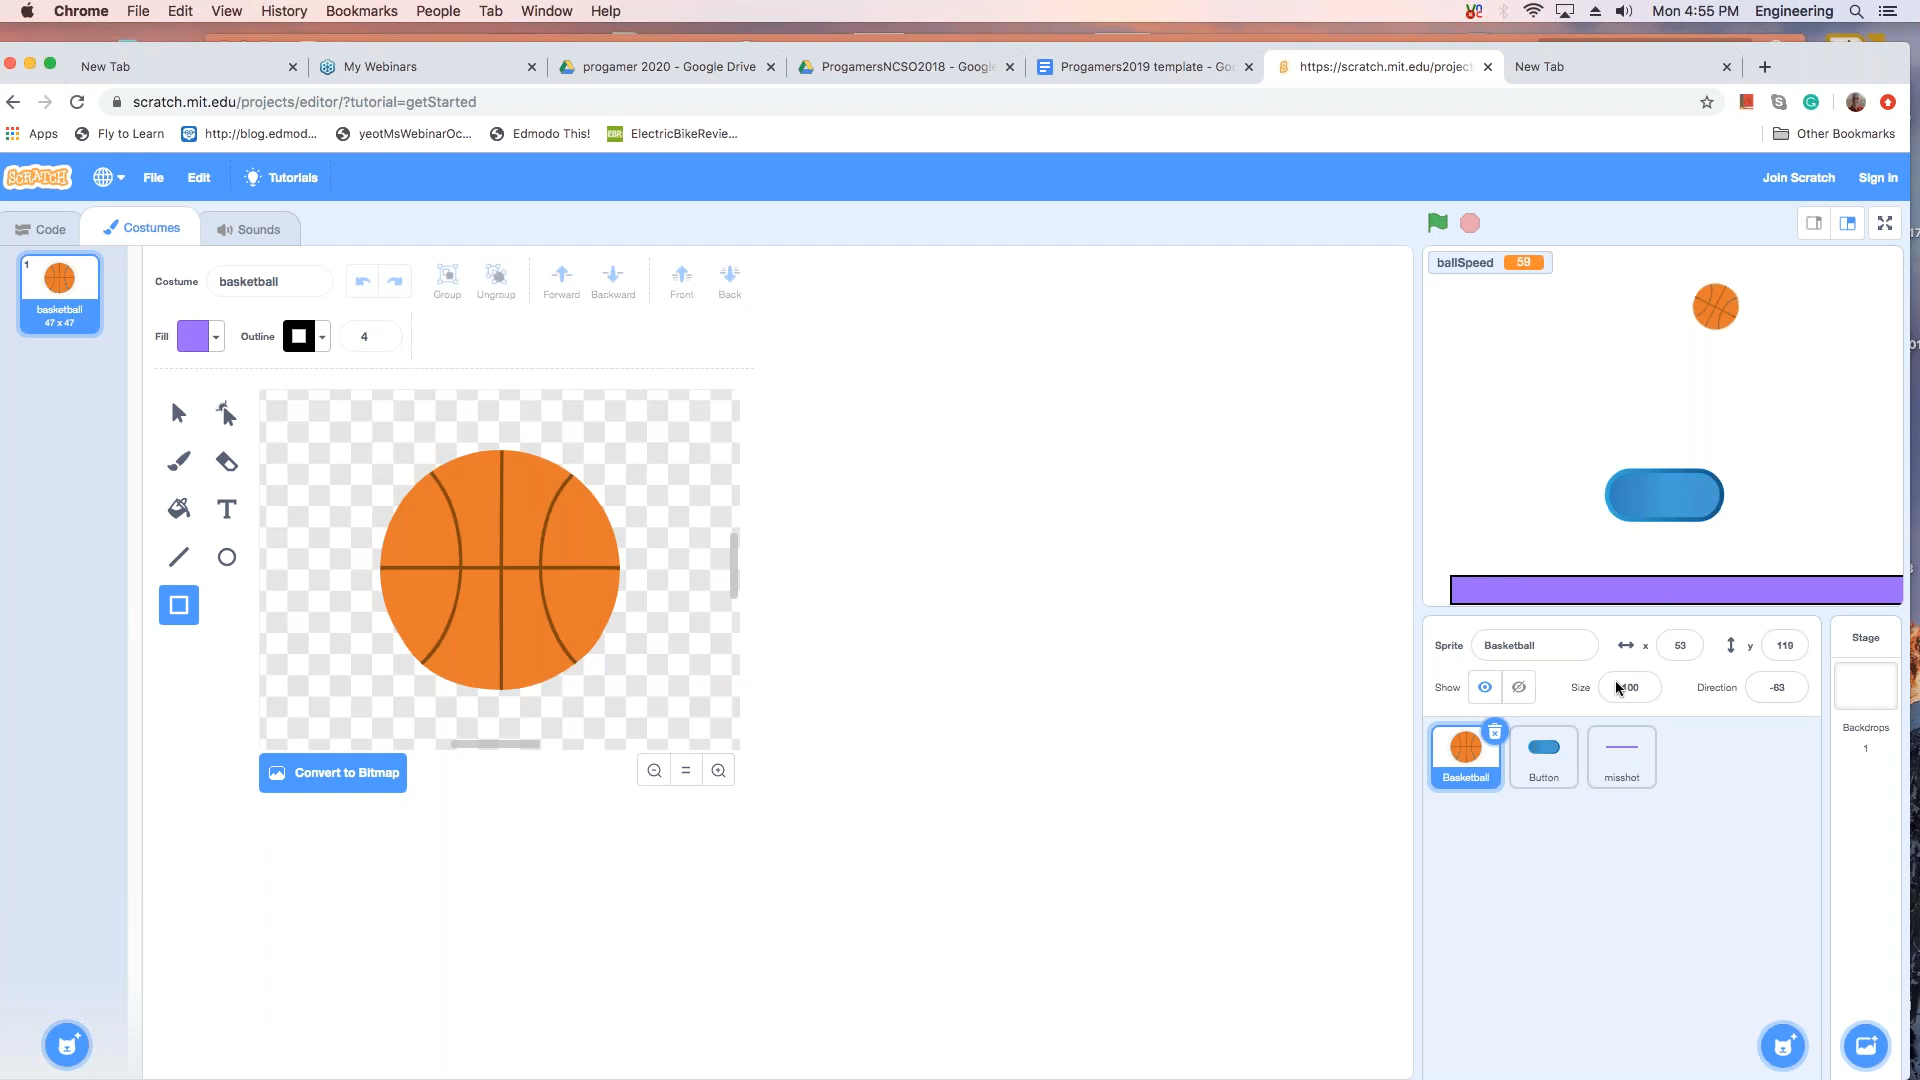 Chrome File Edit View History Bookmarks People Tab Window Help Mon 4:55 PM Engineering
New Tab My Webinars progamer 2020 - Google Drive ProgamersNCSO2018 - Google Progamers2019 template - Go https://scratch.mit.edu/project New Tab
scratch.mit.edu/projects/editor/?tutorial=getStarted
Apps Fly to Learn http://blog.edmod... yeotMsWebinarOc... Edmodo This! EBR ElectricBikeRevie... Other Bookmarks
SCRATCH File Edit Tutorials Join Scratch Sign in
Code Costumes Sounds
1
basketball
47 x 47
Costume basketball Group Ungroup Forward Backward Front Back
Fill Outline 4
T
Convert to Bitmap
ballSpeed 59
Sprite Basketball x 53 y 119
Show Size 100 Direction -63
Basketball Button misshot
Stage
Backdrops
1